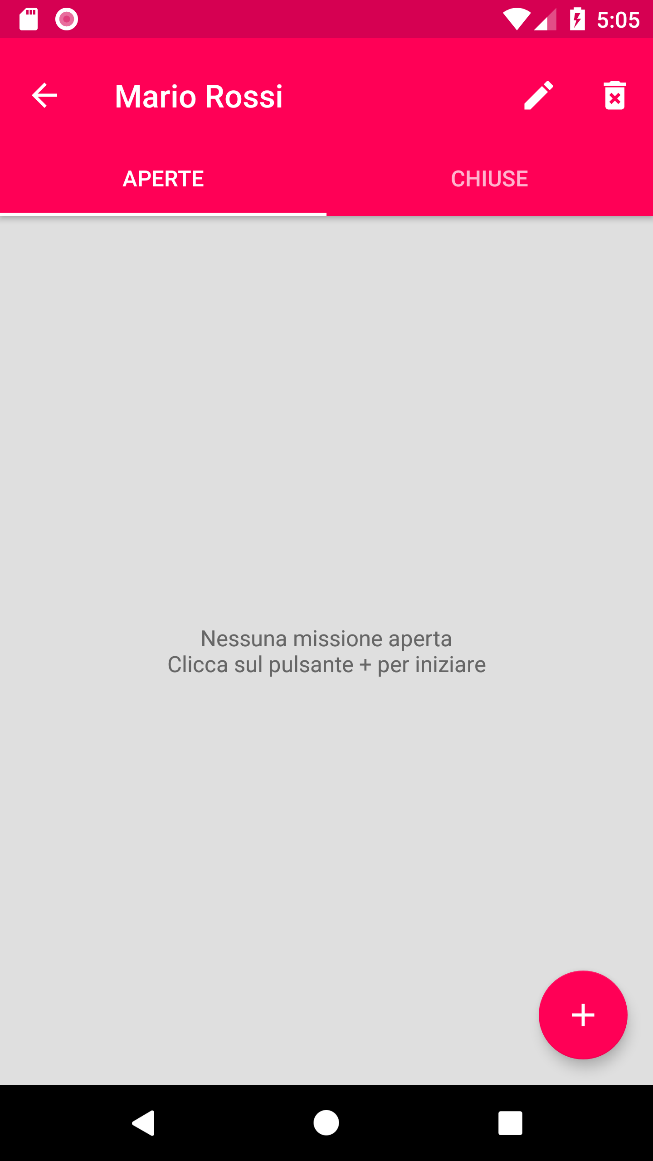 5:05
Mario Rossi
APERTE
CHIUSE
Nessuna missione aperta
Clicca sul pulsante + per iniziare
+